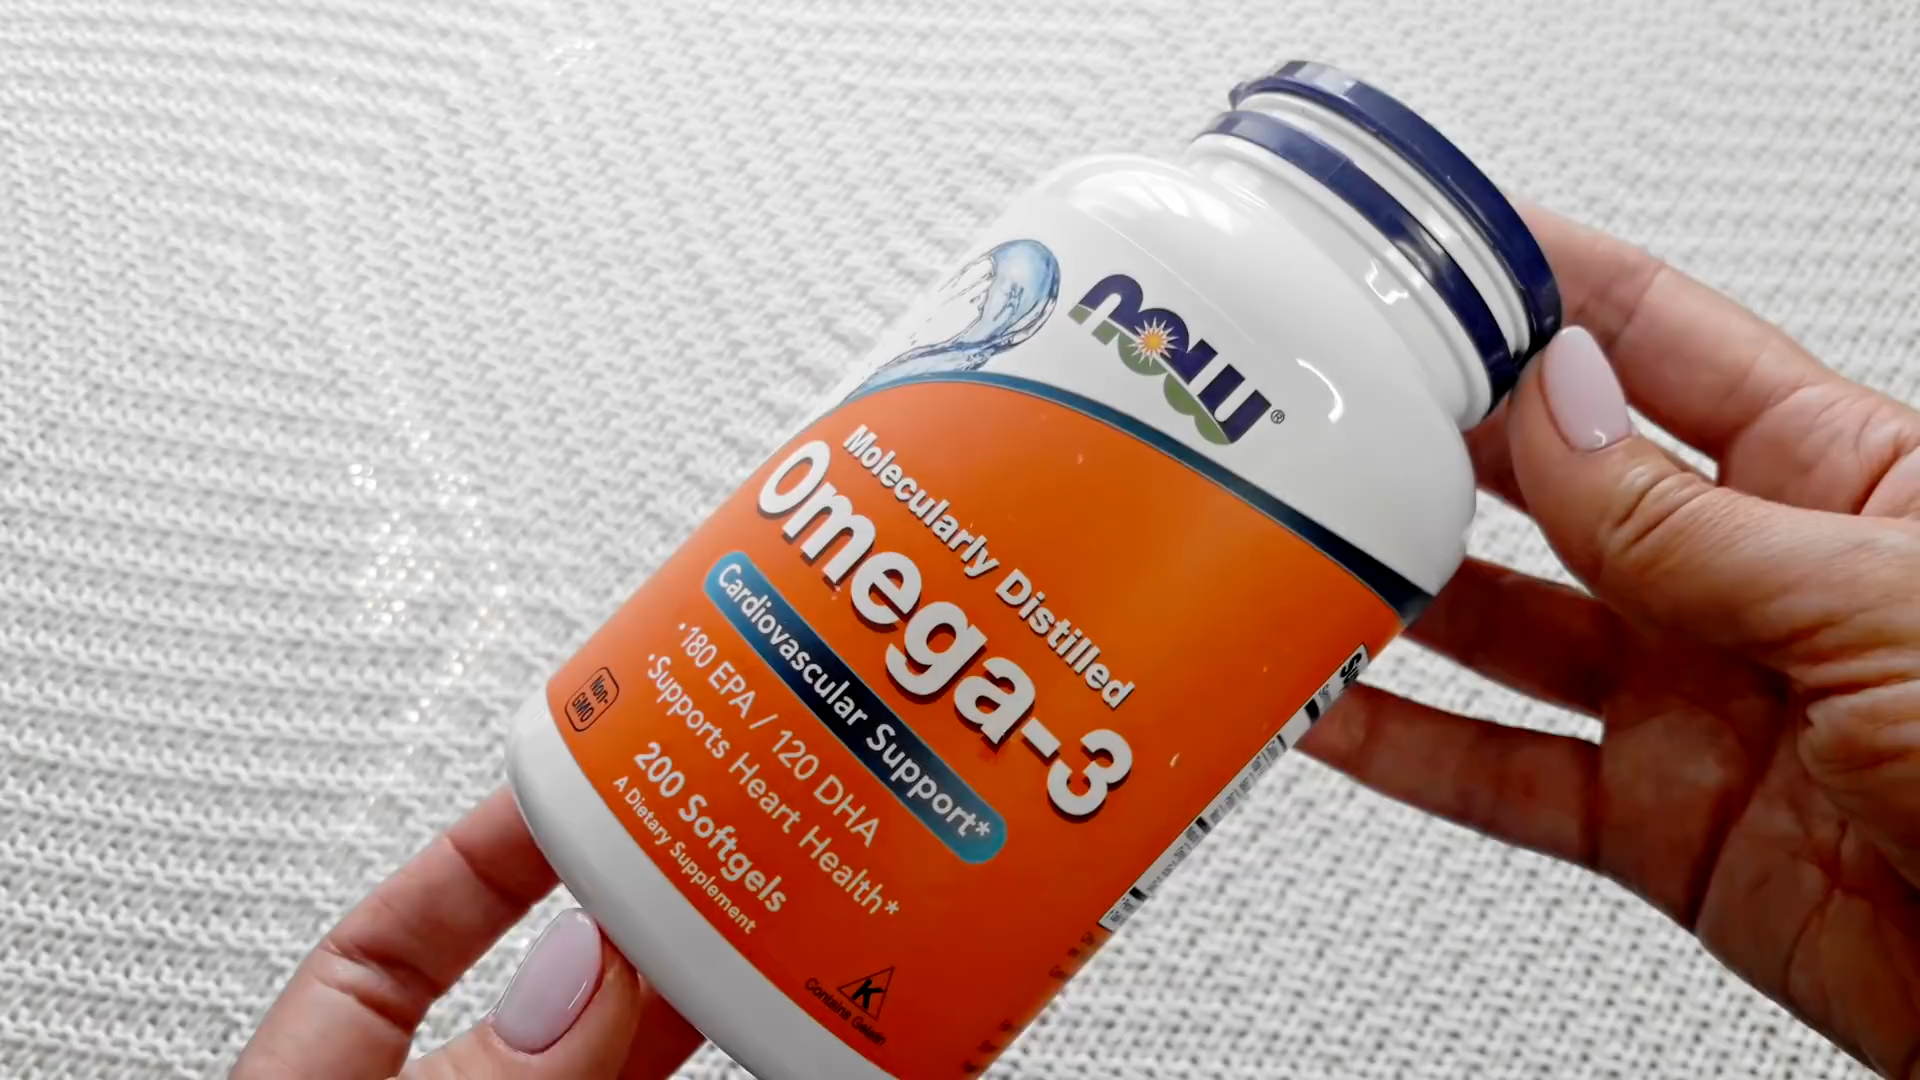 NOW®
Molecularly Distilled
Omega-3
Cardiovascular Support*
•180 EPA / 120 DHA
•Supports Heart Health*
200 Softgels
A Dietary Supplement
Non-
GMO
K
Contains Gelatin